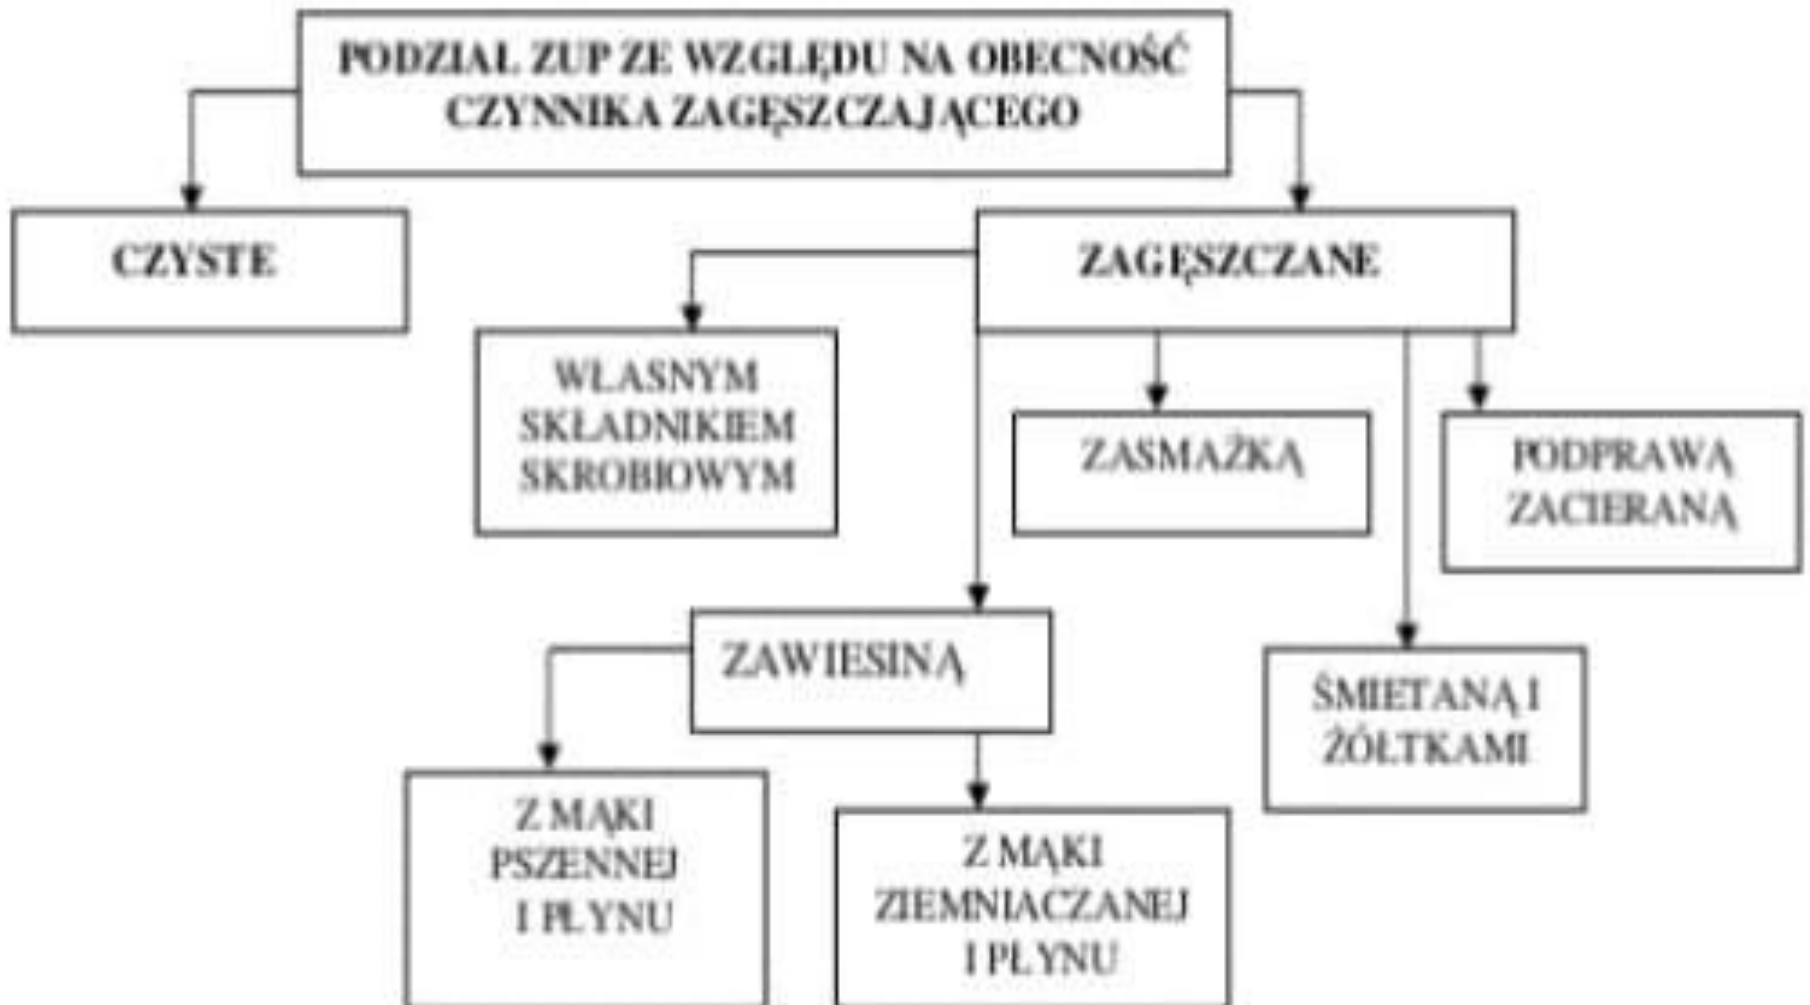 PODZIAŁ ZUP ZE WZGLĘDU NA OBECNOŚĆ
CZYNNIKA ZAGĘSZCZAJĄCEGO
CZYSTE
ZAGĘSZCZANE
WŁASNYM
SKŁADNIKIEM
SKROBIOWYM
ZASMAŻKĄ
PODPRAWĄ
ZACIERANĄ
ZAWIESINĄ
ŚMIETANĄ I
ŻÓŁTKAMI
Z MĄKI
PSZENNEJ
I PŁYNU
Z MĄKI
ZIEMNIACZANEJ
I PŁYNU